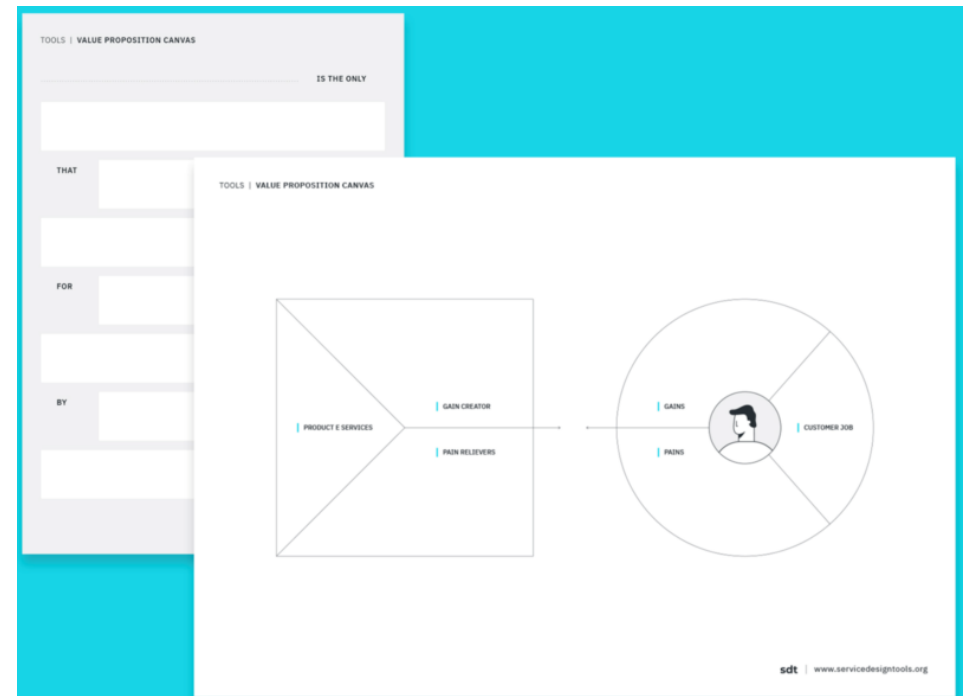 TOOLS | VALUE PROPOSITION CANVAS
IS THE ONLY
THAT
FOR
BY
TOOLS | VALUE PROPOSITION CANVAS
PRODUCT E SERVICES
GAIN CREATOR
PAIN RELIEVERS
GAINS
PAINS
CUSTOMER JOB
sdt | www.servicedesigntools.org